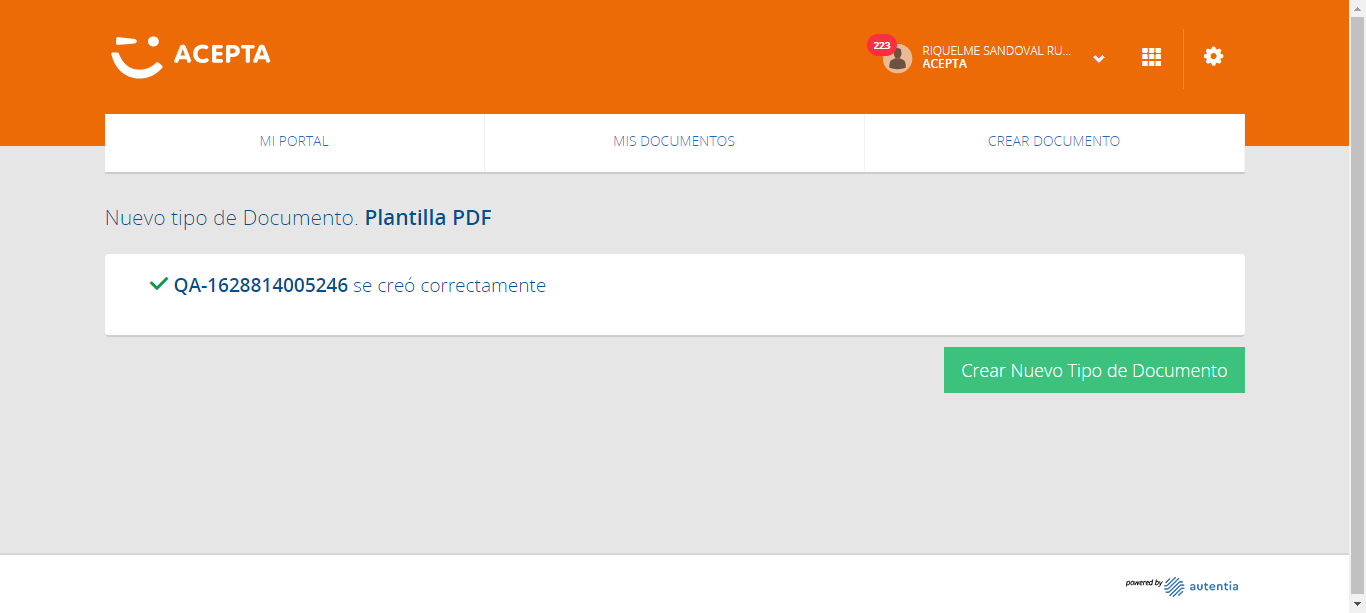 ACEPTA
223
RIQUELME SANDOVAL RU...
ACEPTA
MI PORTAL
MIS DOCUMENTOS
CREAR DOCUMENTO
Nuevo tipo de Documento. Plantilla PDF
QA-1628814005246 se creó correctamente
Crear Nuevo Tipo de Documento
powered by autentia